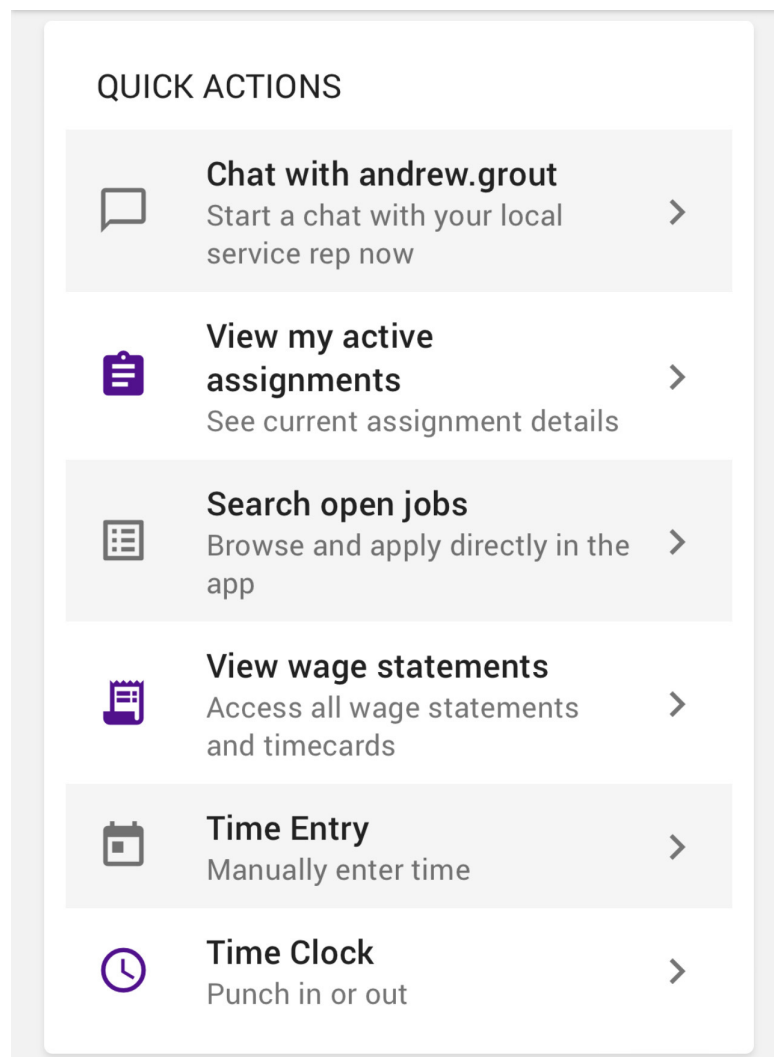 QUICK ACTIONS
Chat with andrew.grout
Start a chat with your local
service rep now
View my active
assignments
See current assignment details
Search open jobs
Browse and apply directly in the
app
View wage statements
Access all wage statements
and timecards
Time Entry
Manually enter time
Time Clock
Punch in or out